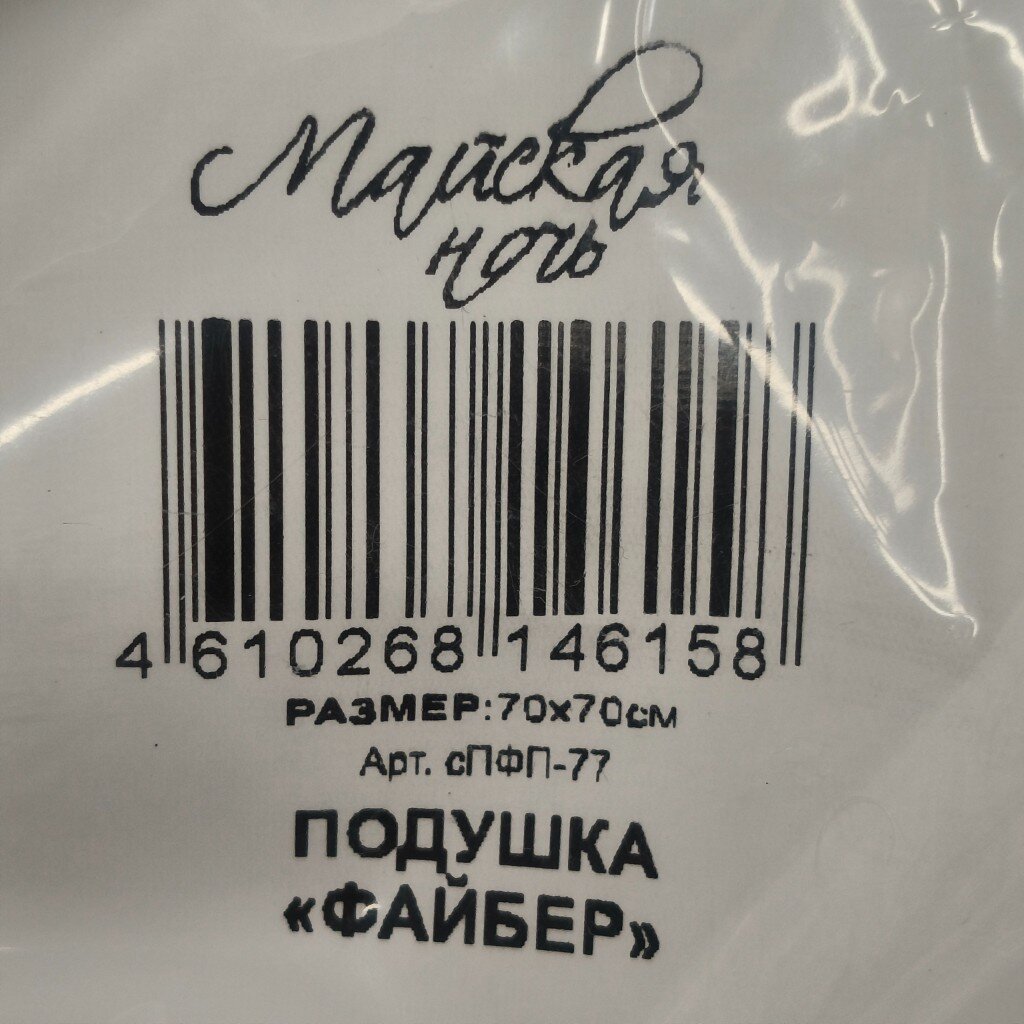 Майская
ночь
4 610268 146158
РАЗМЕР:70х70см
Арт. сПФП-77
ПОДУШКА
«ФАЙБЕР»